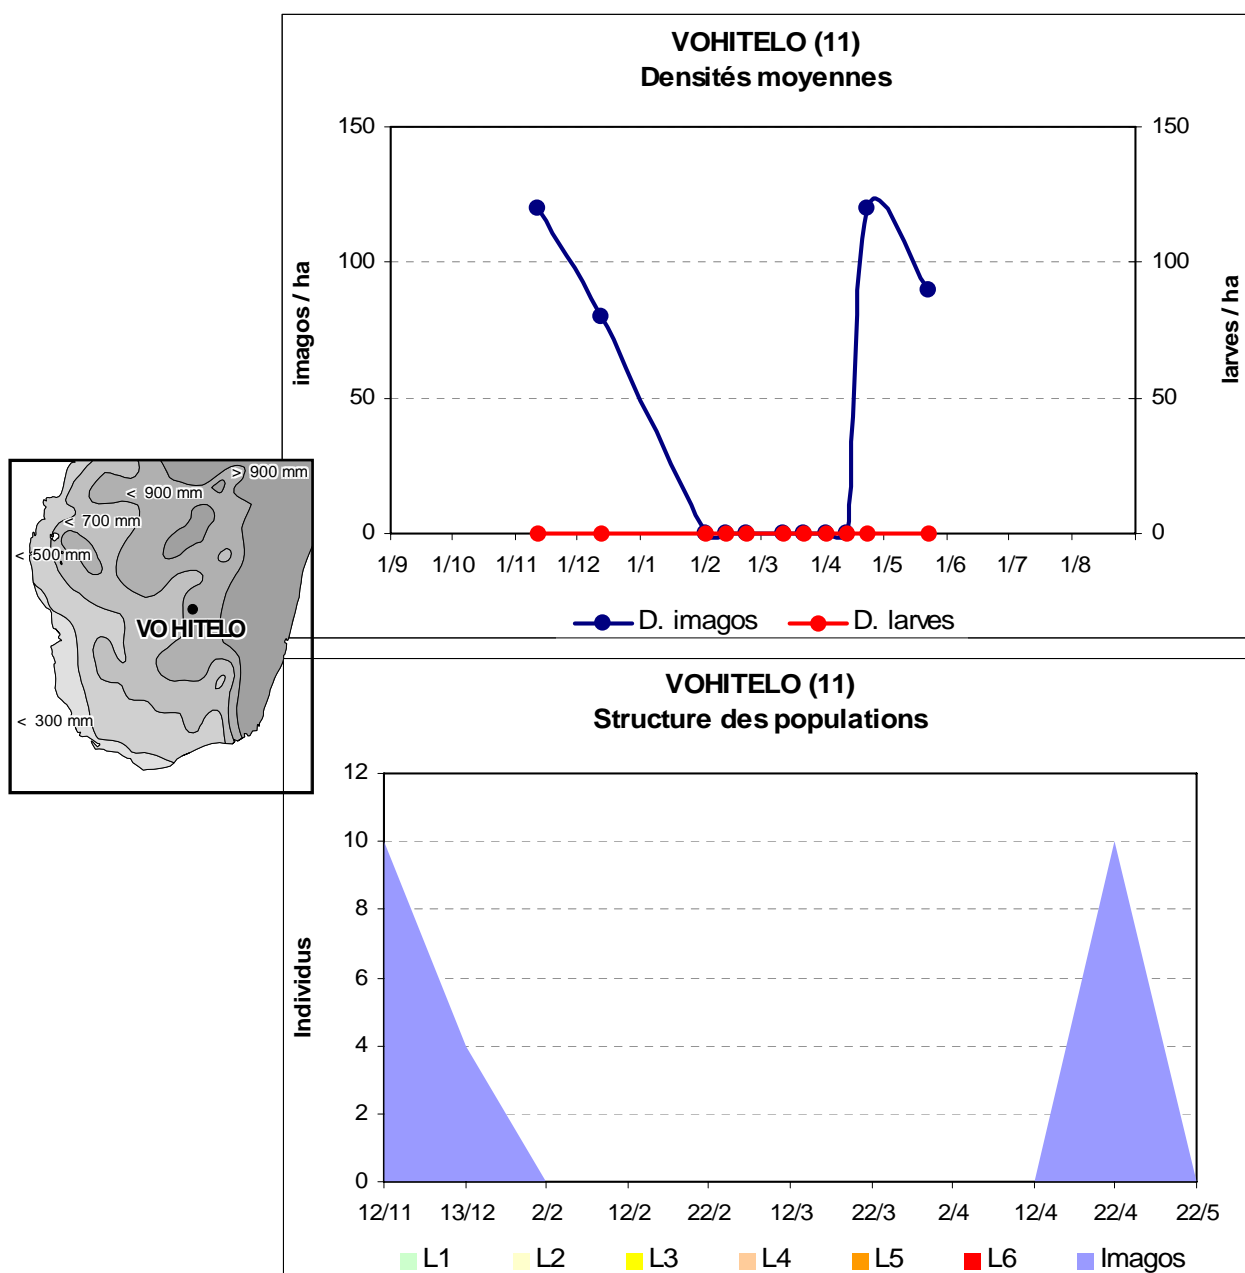 VOHITELO (11)
Densités moyennes
150
100
50
0
imagos / ha
150
100
50
0
larves / ha
1/9 1/10 1/11 1/12 1/1 1/2 1/3 1/4 1/5 1/6 1/7 1/8
D. imagos D. larves
> 900 mm
< 900 mm
< 700 mm
< 500 mm
VOHITELO
< 300 mm
VOHITELO (11)
Structure des populations
12
10
8
6
4
2
0
Individus
12/11 13/12 2/2 12/2 22/2 12/3 22/3 2/4 12/4 22/4 22/5
L1 L2 L3 L4 L5 L6 Imagos